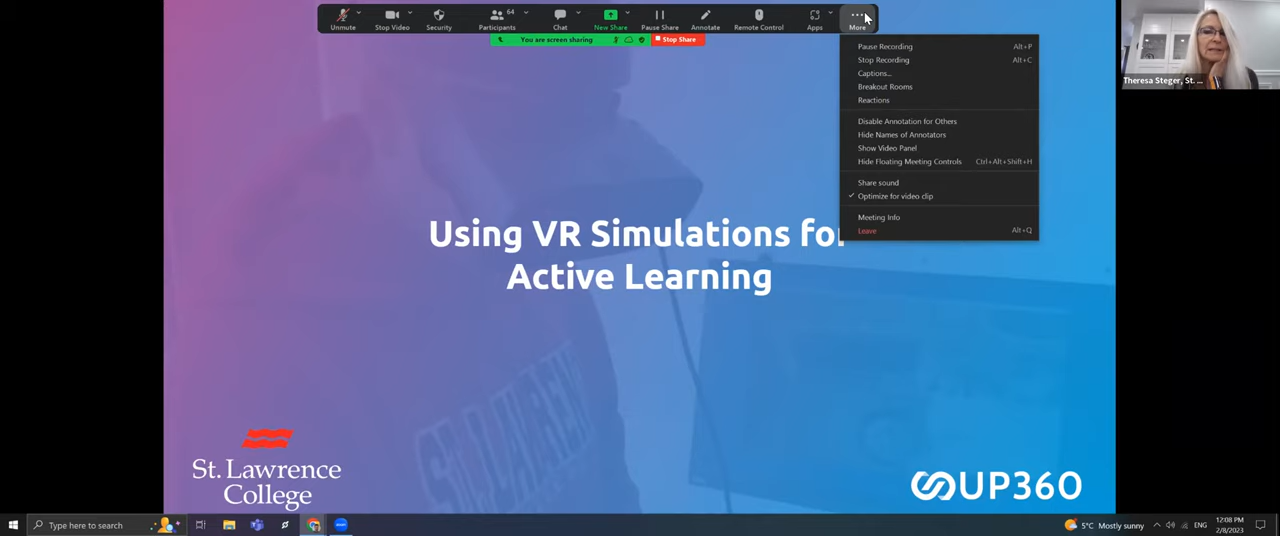 64
Unmute
Stop Video
Security
Participants
Chat
New Share
Pause Share
Annotate
Remote Control
Apps
More
You are screen sharing
Stop Share
Pause Recording Alt+P
Stop Recording Alt+C
Captions...
Breakout Rooms
Reactions
Disable Annotation for Others
Hide Names of Annotators
Show Video Panel
Hide Floating Meeting Controls Ctrl+Alt+Shift+H
Share sound
Optimize for video clip
Meeting Info
Leave Alt+Q
Theresa Steger, St. ...
Using VR Simulations for
Active Learning
ST. LAWREN
St. Lawrence
College
UP360
Type here to search
5°C Mostly sunny
ENG
12:08 PM
2/8/2023